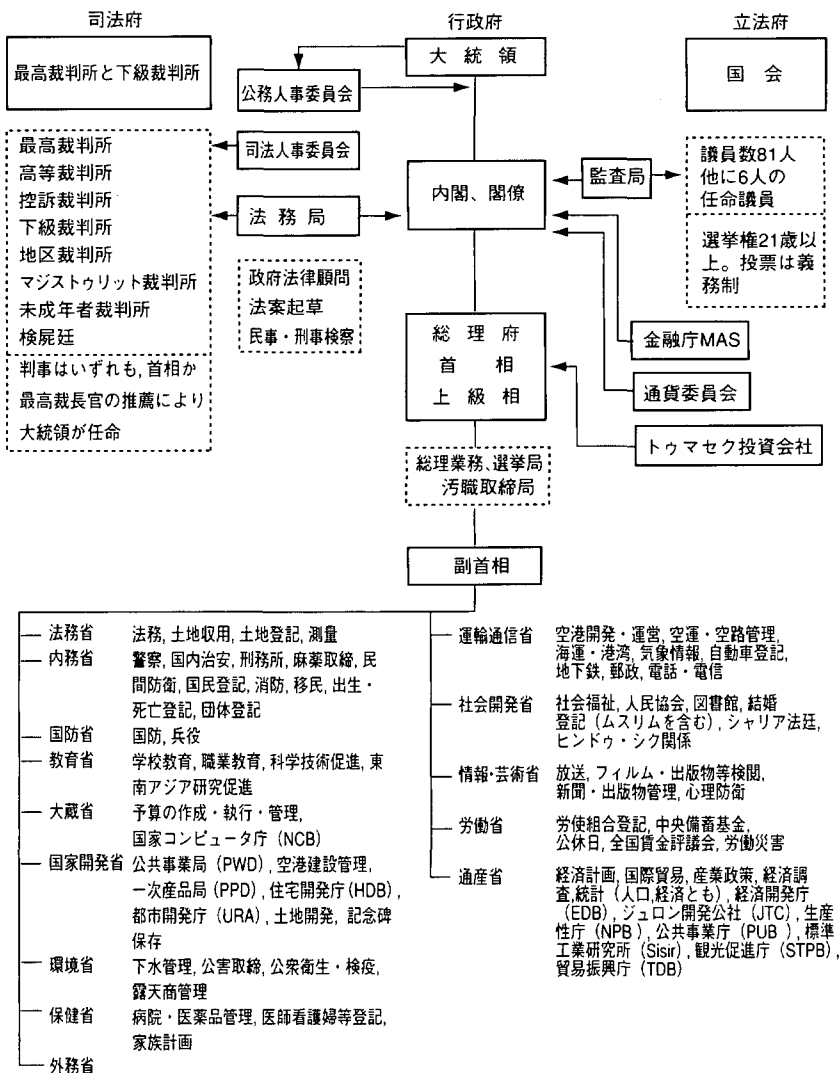 司法府
行政府
立法府
最高裁判所と下級裁判所
大統領
公務人事委員会
国会
最高裁判所
高等裁判所
控訴裁判所
下級裁判所
地区裁判所
マジストゥリット裁判所
未成年者裁判所
検屍廷
判事はいずれも,首相か
最高裁長官の推薦により
大統領が任命
司法人事委員会
法務局
政府法律顧問
法案起草
民事・刑事検察
内閣、閣僚
監査局
議員数81人
他に6人の
任命議員
選挙権21歳以
上。投票は義
務制
総理府
首相
上級相
金融庁MAS
通貨委員会
トゥマセク投資会社
総理業務、選挙局
汚職取締局
副首相
法務省 法務, 土地収用, 土地登記, 測量
内務省 警察, 国内治安, 刑務所, 麻薬取締, 民
間防衛, 国民登記, 消防, 移民, 出生・
死亡登記, 団体登記
国防省 国防, 兵役
教育省 学校教育, 職業教育, 科学技術促進, 東
南アジア研究促進
大蔵省 予算の作成・執行・管理,
国家コンピュータ庁 (NCB)
国家開発省 公共事業局 (PWD) , 空港建設管理,
一次産品局 (PPD) , 住宅開発庁 (HDB) ,
都市開発庁 (URA) , 土地開発, 記念碑
保存
環境省 下水管理, 公害取締, 公衆衛生・検疫,
露天商管理
保健省 病院・医薬品管理, 医師看護婦等登記,
家族計画
外務省
運輸通信省 空港開発・運営, 空運・空路管理,
海運・港湾, 気象情報, 自動車登記,
地下鉄, 郵政, 電話・電信
社会開発省 社会福祉, 人民協会, 図書館, 結婚
登記 (ムスリムを含む) , シャリア法廷,
ヒンドゥ・シク関係
情報・芸術省 放送, フィルム・出版物等検閲,
新聞・出版物管理, 心理防衛
労働省 労使組合登記, 中央備蓄基金,
公休日, 全国賃金評議会, 労働災害
通産省 経済計画, 国際貿易, 産業政策, 経済調
査,統計 (人口,経済とも) , 経済開発庁
(EDB) , ジュロン開発公社 (JTC) , 生産
性庁 (NPB) , 公共事業庁 (PUB ) , 標準
工業研究所 (Sisir) , 観光促進庁 (STPB) ,
貿易振興庁 (TDB)